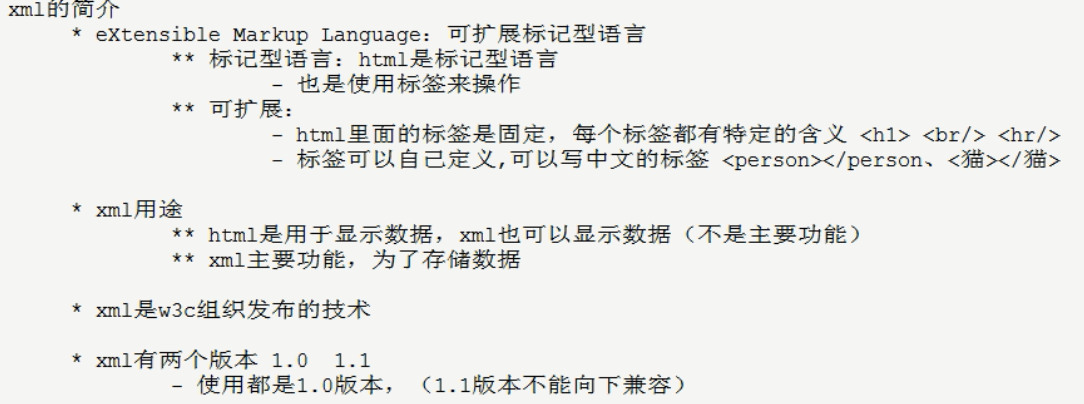 xml的简介
* eXtensible Markup Language：可扩展标记型语言
** 标记型语言：html是标记型语言
- 也是使用标签来操作
** 可扩展：
- html里面的标签是固定，每个标签都有特定的含义 <h1> <br/> <hr/>
- 标签可以自己定义,可以写中文的标签 <person></person、<猫></猫>
* xml用途
** html是用于显示数据，xml也可以显示数据（不是主要功能）
** xml主要功能，为了存储数据
* xml是w3c组织发布的技术
* xml有两个版本 1.0 1.1
- 使用都是1.0版本，（1.1版本不能向下兼容）